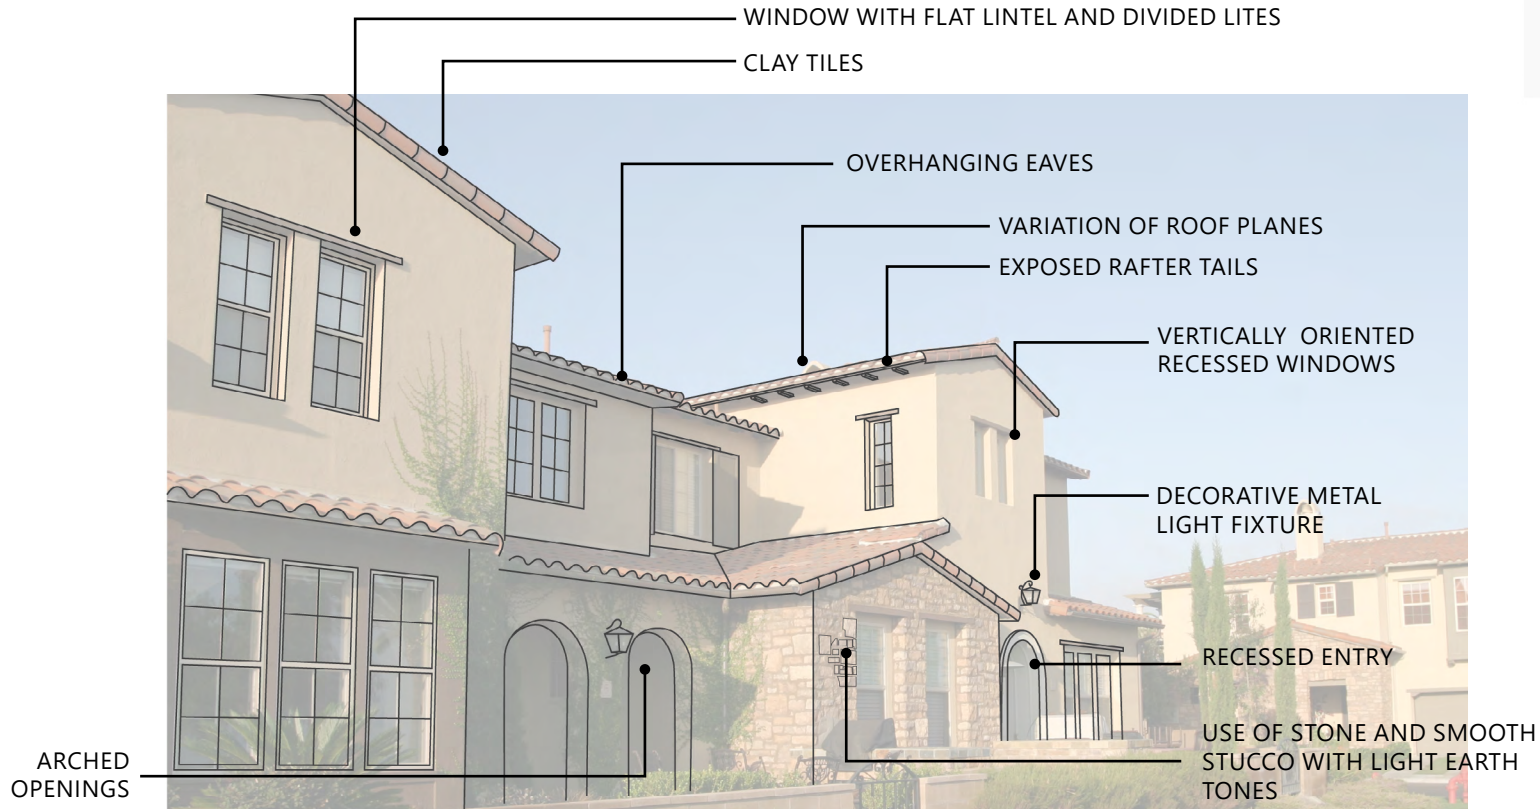 WINDOW WITH FLAT LINTEL AND DIVIDED LITES
CLAY TILES
OVERHANGING EAVES
VARIATION OF ROOF PLANES
EXPOSED RAFTER TAILS
VERTICALLY ORIENTED
RECESSED WINDOWS
DECORATIVE METAL
LIGHT FIXTURE
RECESSED ENTRY
USE OF STONE AND SMOOTH
STUCCO WITH LIGHT EARTH
TONES
ARCHED
OPENINGS